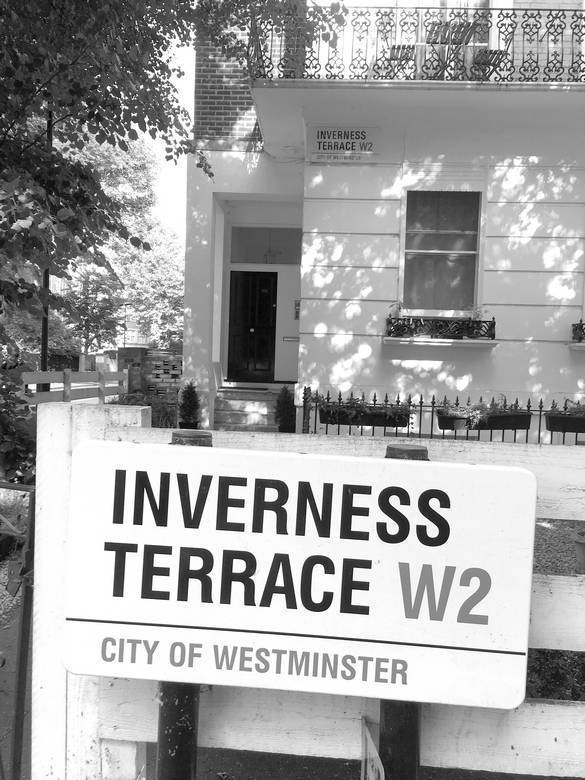 INVERNESS
TERRACE W2
CITY OF WESTMINSTER
INVERNESS
TERRACE W2
CITY OF WESTMINSTER